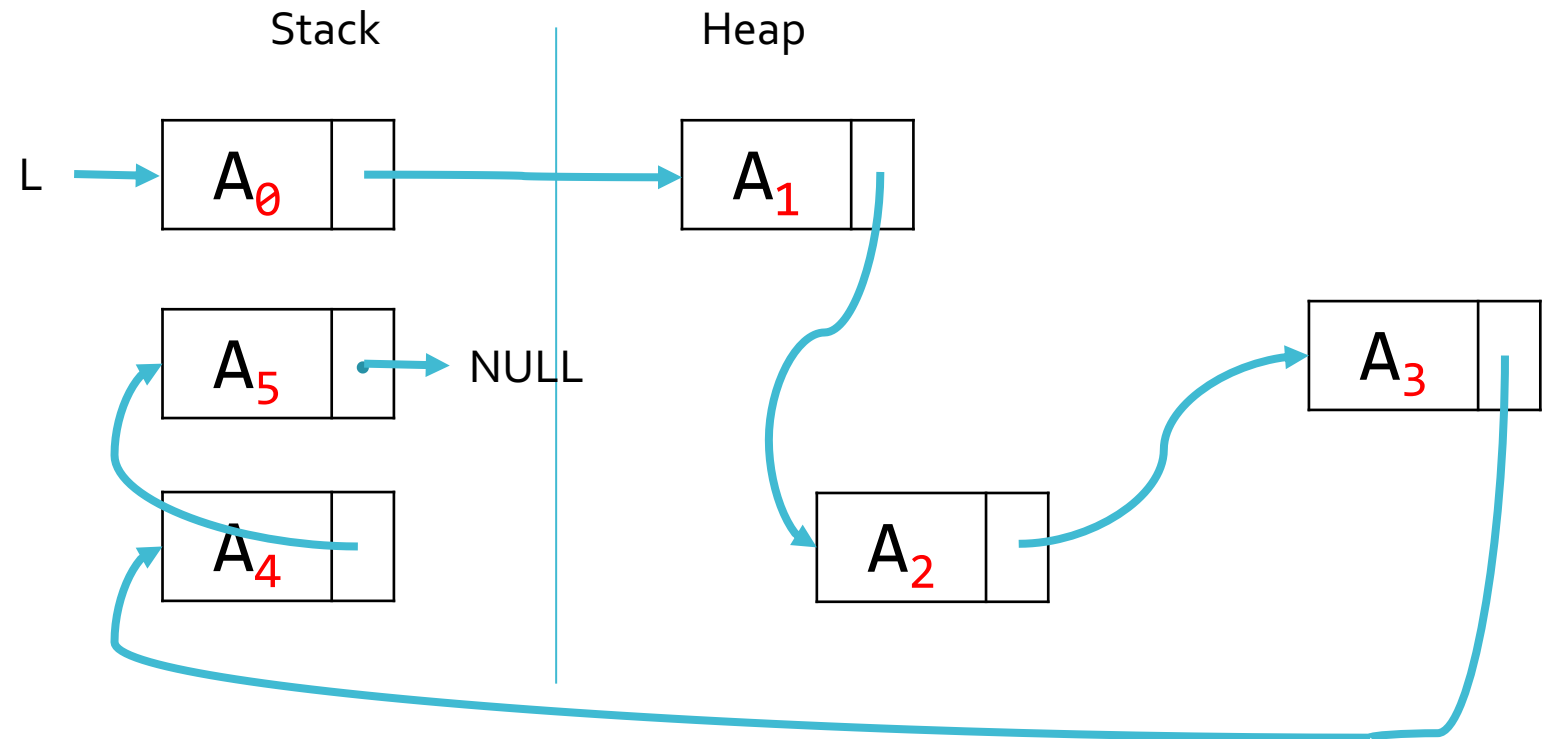 Stack Heap
L A₀ A₁
A₅ NULL A₃
A₄ A₂